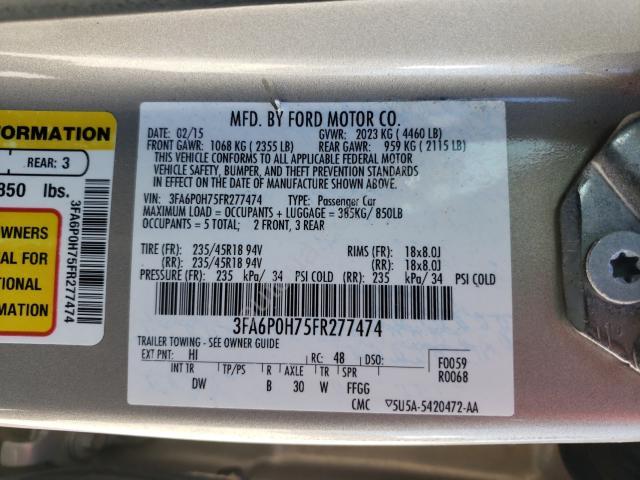 FORMATION
REAR: 3
850 lbs.
OWNERS
AL FOR
TIONAL
ON
3FA6P0H75FR277474
MFD. BY FORD MOTOR CO.
DATE: 02/15 GVWR: 2023 KG ( 4460 LB)
FRONT GAWR: 1068 KG ( 2355 LB) REAR GAWR: 959 KG ( 2115 LB)
THIS VEHICLE CONFORMS TO ALL APPLICABLE FEDERAL MOTOR
VEHICLE SAFETY, BUMPER, AND THEFT PREVENTION STANDARDS
IN EFFECT ON THE DATE OF MANUFACTURE SHOWN ABOVE.
VIN: 3FA6P0H75FR277474 TYPE: Passenger Car
MAXIMUM LOAD = OCCUPANTS + LUGGAGE = 385KG/ 850LB
OCCUPANTS = 5 TOTAL; 2 FRONT, 3 REAR
TIRE (FR): 235/45R18 94V RIMS (FR): 18x8.0J
(RR): 235/45R18 94V (RR): 18x8.0J
PRESSURE (FR): 235 kPa/ 34 PSI COLD (RR): 235 kPa/ 34 PSI COLD
3FA6P0H75FR277474
TRAILER TOWING - SEE OWNER GUIDE
EXT PNT: HI RC: 48 DSO: F0059
R0068
INT TR TP/PS R AXLE TR SPR
DW B 30 W FFGG
CMC ▽5U5A-5420472-AA